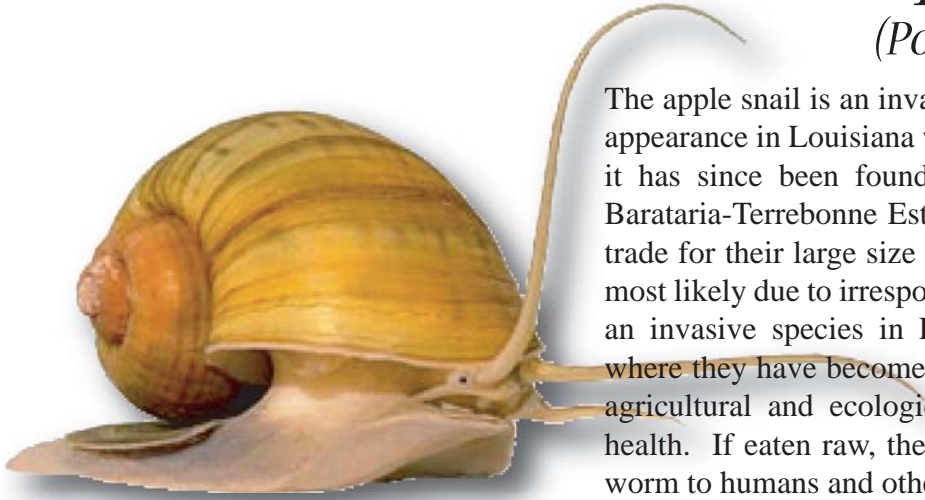 (Po
The apple snail is an inva
appearance in Louisiana
it has since been found
Barataria-Terrebonne Est
trade for their large size
most likely due to irrespo
an invasive species in
where they have become
agricultural and ecologi
health. If eaten raw, the
worm to humans and othe